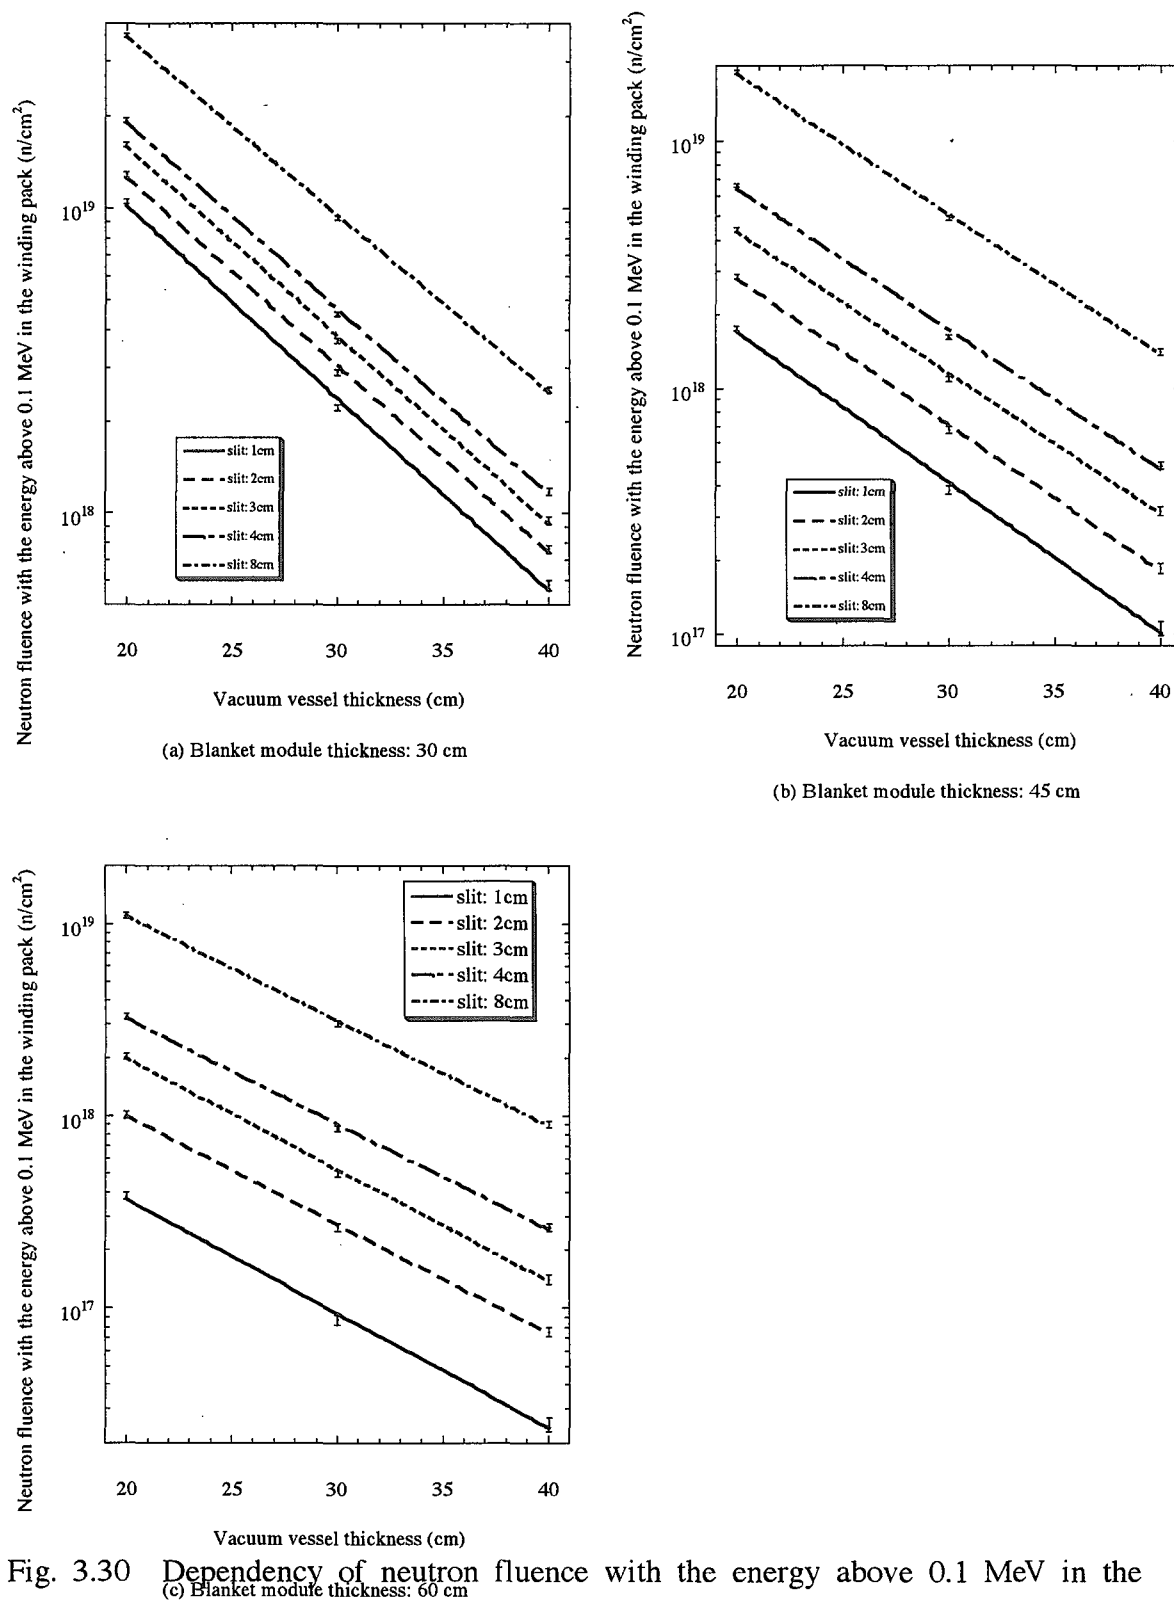 Neutron fluence with the energy above 0.1 MeV in the winding pack (n/cm²)
10¹⁹
10¹⁸
slit: 1cm
slit: 2cm
slit: 3cm
slit: 4cm
slit: 8cm
20 25 30 35 40
Vacuum vessel thickness (cm)
(a) Blanket module thickness: 30 cm
Neutron fluence with the energy above 0.1 MeV in the winding pack (n/cm²)
10¹⁹
10¹⁸
10¹⁷
slit: 1cm
slit: 2cm
slit: 3cm
slit: 4cm
slit: 8cm
20 25 30 35 40
Vacuum vessel thickness (cm)
(b) Blanket module thickness: 45 cm
Neutron fluence with the energy above 0.1 MeV in the winding pack (n/cm²)
10¹⁹
10¹⁸
10¹⁷
slit: 1cm
slit: 2cm
slit: 3cm
slit: 4cm
slit: 8cm
20 25 30 35 40
Vacuum vessel thickness (cm)
Fig. 3.30 Dependency of neutron fluence with the energy above 0.1 MeV in the
(c) Blanket module thickness: 60 cm